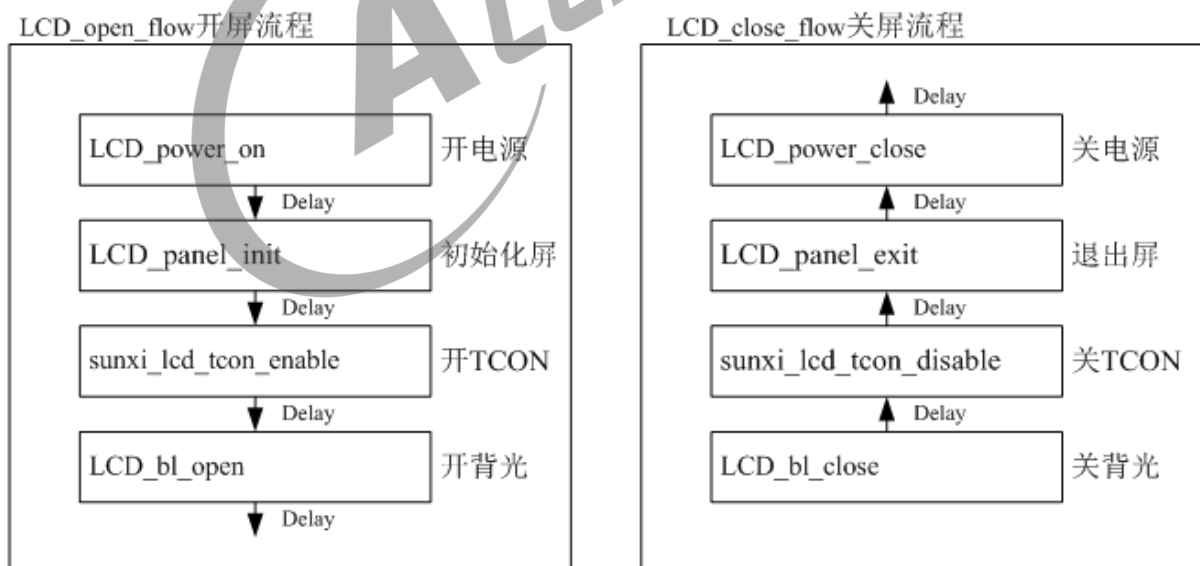 LCD_open_flow开屏流程
LCD_power_on 开电源
Delay
LCD_panel_init 初始化屏
Delay
sunxi_lcd_tcon_enable 开TCON
Delay
LCD_bl_open 开背光
Delay
LCD_close_flow关屏流程
Delay
LCD_power_close 关电源
Delay
LCD_panel_exit 退出屏
Delay
sunxi_lcd_tcon_disable 关TCON
Delay
LCD_bl_close 关背光